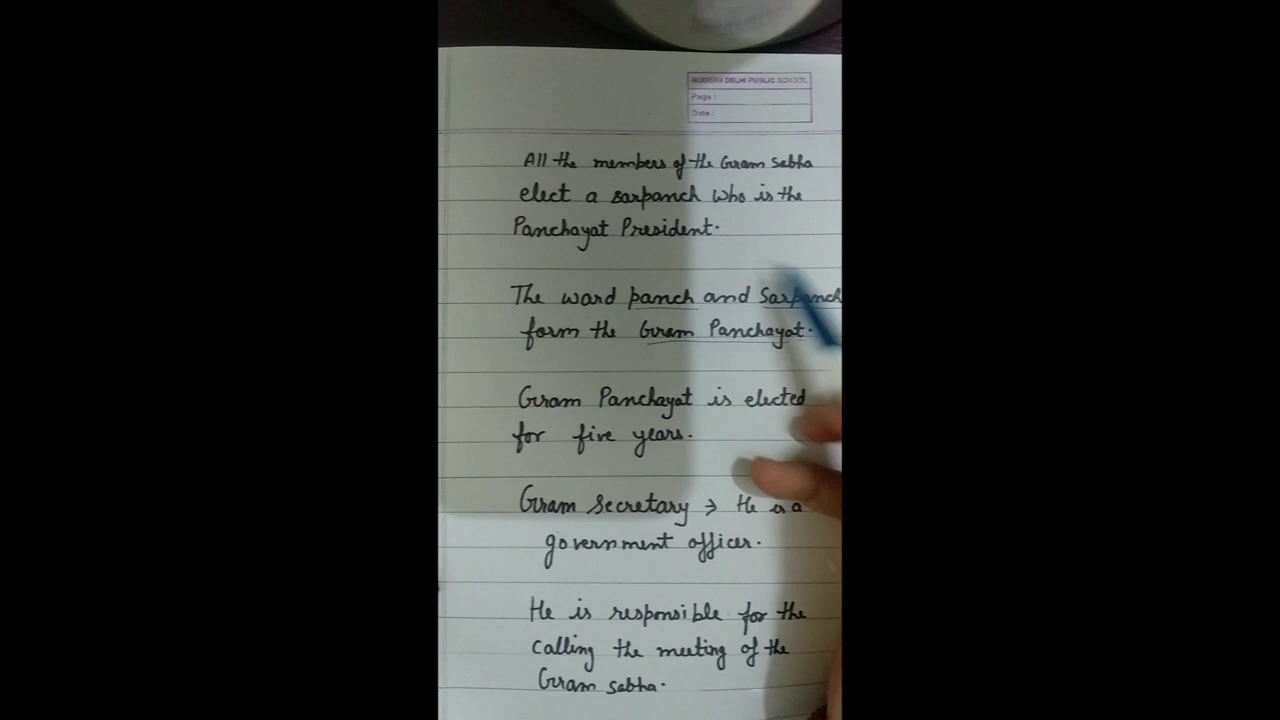 MODERN DELHI PUBLIC SCHOOL
Page :
Date :
All the members of the Gram Sabha
elect a sarpanch who is the
Panchayat President.
The ward panch and Sarpanch
form the Gram Panchayat.
Gram Panchayat is elected
for five years.
Gram Secretary → He is a
government officer.
He is responsible for the
calling the meeting of the
Gram sabha.